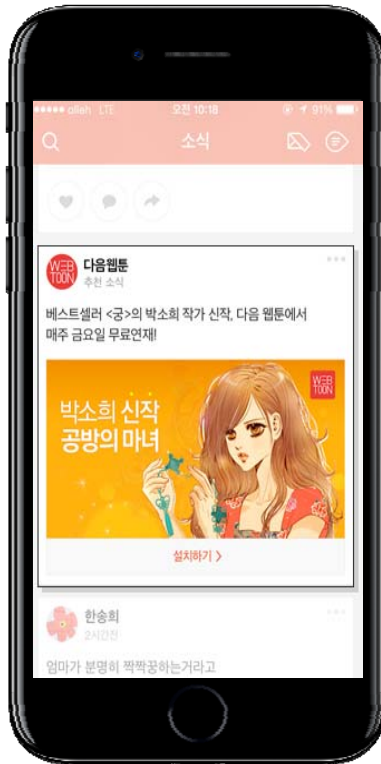 olleh LTE 오전 10:18 91%
소식
WEB
TOON
다음웹툰
추천 소식
베스트셀러 <궁>의 박소희 작가 신작, 다음 웹툰에서
매주 금요일 무료연재!
WEB
TOON
박소희 신작
공방의 마녀
설치하기 >
한송희
2시간전
엄마가 분명히 짝짝꿍하는거라고